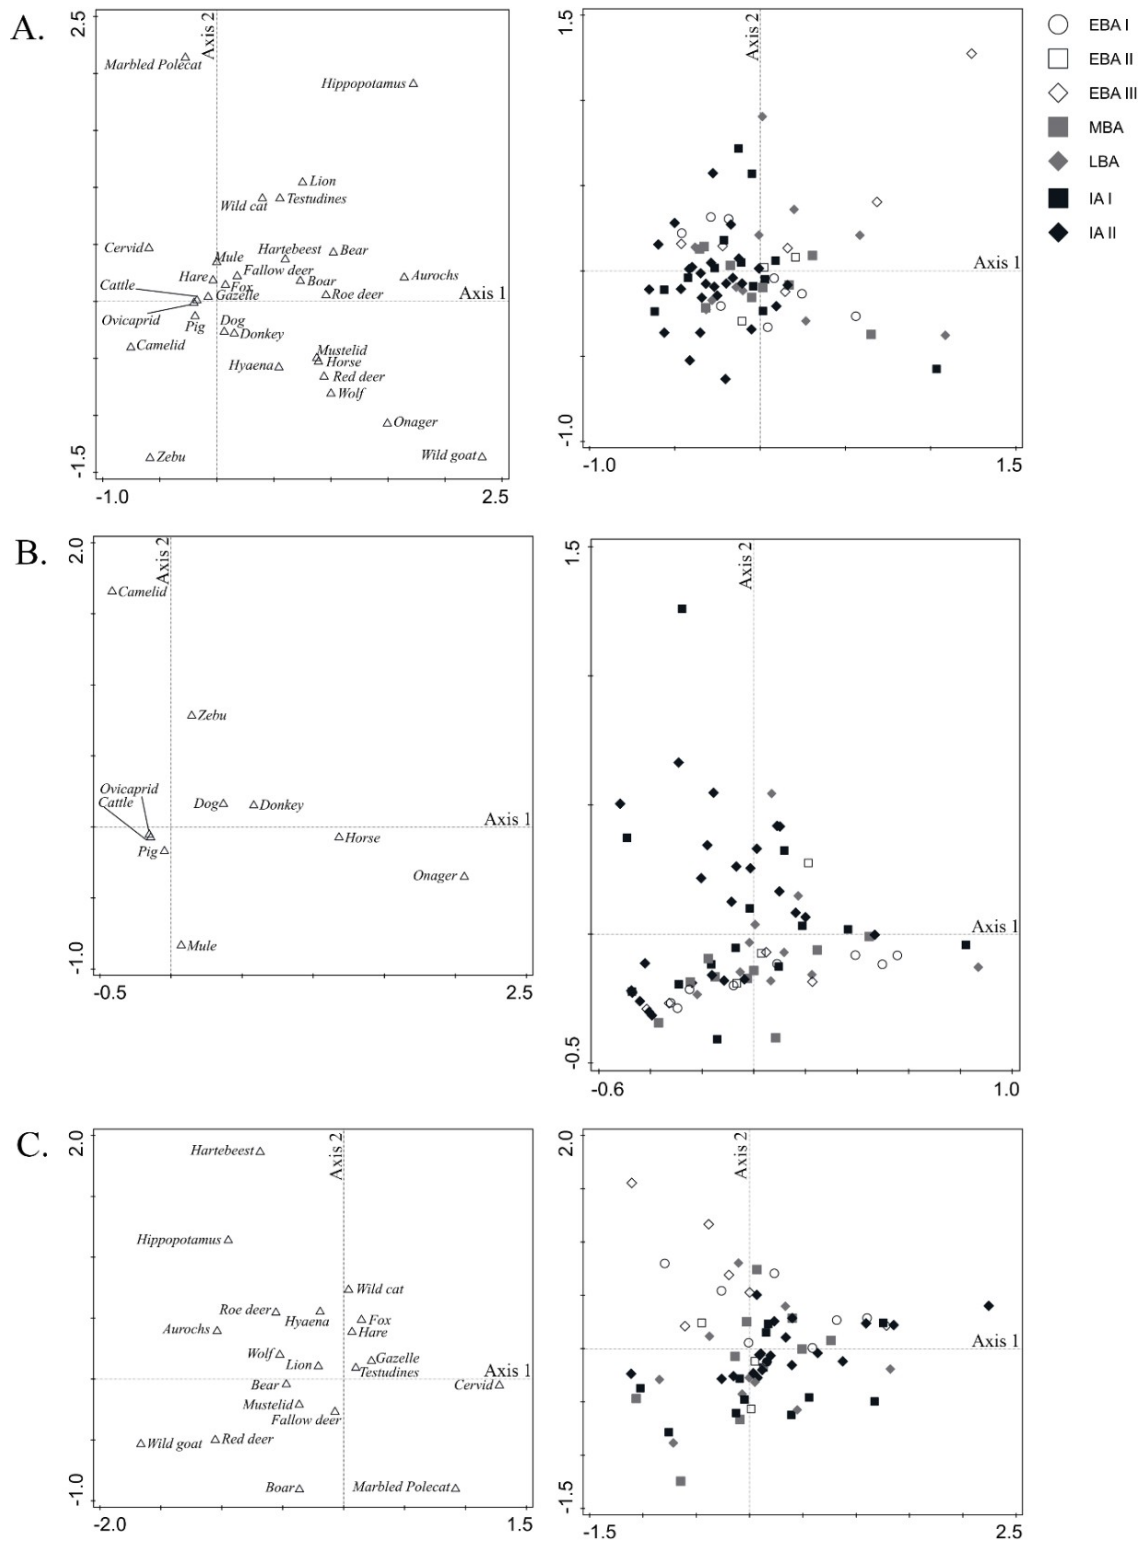 A.
2.5
Axis 2
Marbled Polecat
Hippopotamus
Lion
Wild cat
Testudines
Cervid
Mule
Hartebeest
Bear
Hare
Fallow deer
Aurochs
Cattle
Fox
Boar
Gazelle
Roe deer
Axis 1
Ovicaprid
Pig
Dog
Donkey
Camelid
Mustelid
Horse
Hyaena
Red deer
Wolf
Onager
Zebu
Wild goat
-1.5
-1.0
2.5
1.5
Axis 2
Axis 1
-1.0
-1.0
1.5
EBA I
EBA II
EBA III
MBA
LBA
IA I
IA II
B.
2.0
Axis 2
Camelid
Zebu
Ovicaprid
Cattle
Dog
Donkey
Axis 1
Pig
Horse
Onager
Mule
-1.0
-0.5
2.5
1.5
Axis 2
Axis 1
-0.5
-0.6
1.0
C.
2.0
Axis 2
Hartebeest
Hippopotamus
Wild cat
Roe deer
Hyaena
Fox
Aurochs
Hare
Wolf
Lion
Gazelle
Testudines
Axis 1
Bear
Cervid
Mustelid
Fallow deer
Wild goat
Red deer
Boar
Marbled Polecat
-1.0
-2.0
1.5
2.0
Axis 2
Axis 1
-1.5
-1.5
2.5